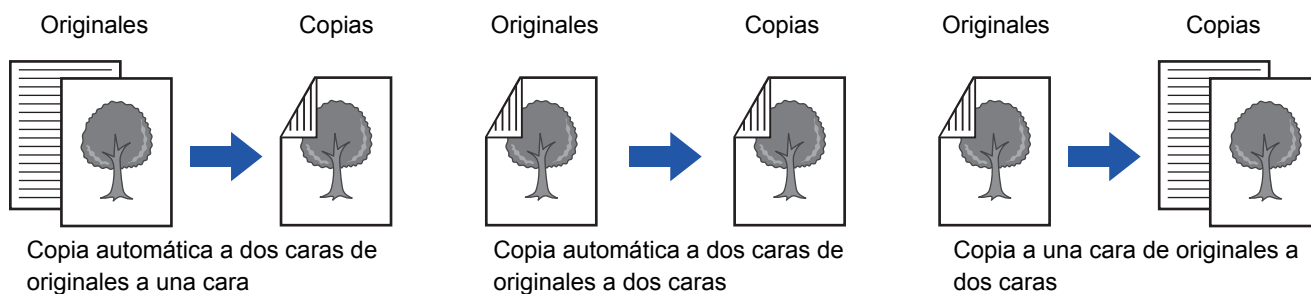 Originales Copias Originales Copias Originales Copias
Copia automática a dos caras de
originales a una cara
Copia automática a dos caras de
originales a dos caras
Copia a una cara de originales a
dos caras